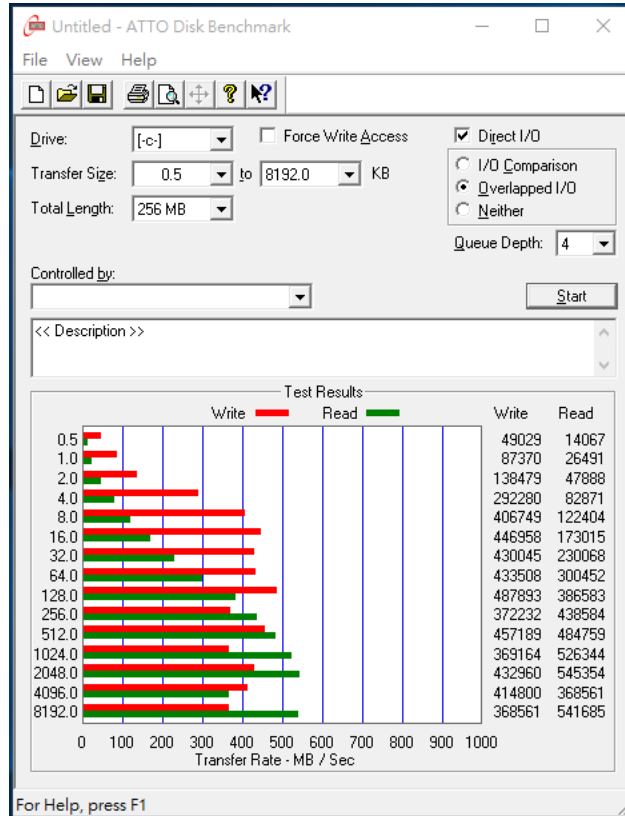 Untitled - ATTO Disk Benchmark
File View Help
Drive: [-c-] Force Write Access Direct I/O
Transfer Size: 0.5 to 8192.0 KB I/O Comparison
Overlapped I/O
Total Length: 256 MB Neither
Queue Depth: 4
Controlled by:
Start
<< Description >>
Test Results
Write Read Write Read
0.5 49029 14067
1.0 87370 26491
2.0 138479 47888
4.0 292280 82871
8.0 406749 122404
16.0 446958 173015
32.0 430045 230068
64.0 433508 300452
128.0 487893 386583
256.0 372232 438584
512.0 457189 484759
1024.0 369164 526344
2048.0 432960 545354
4096.0 414800 368561
8192.0 368561 541685
0 100 200 300 400 500 600 700 800 900 1000
Transfer Rate - MB / Sec
For Help, press F1